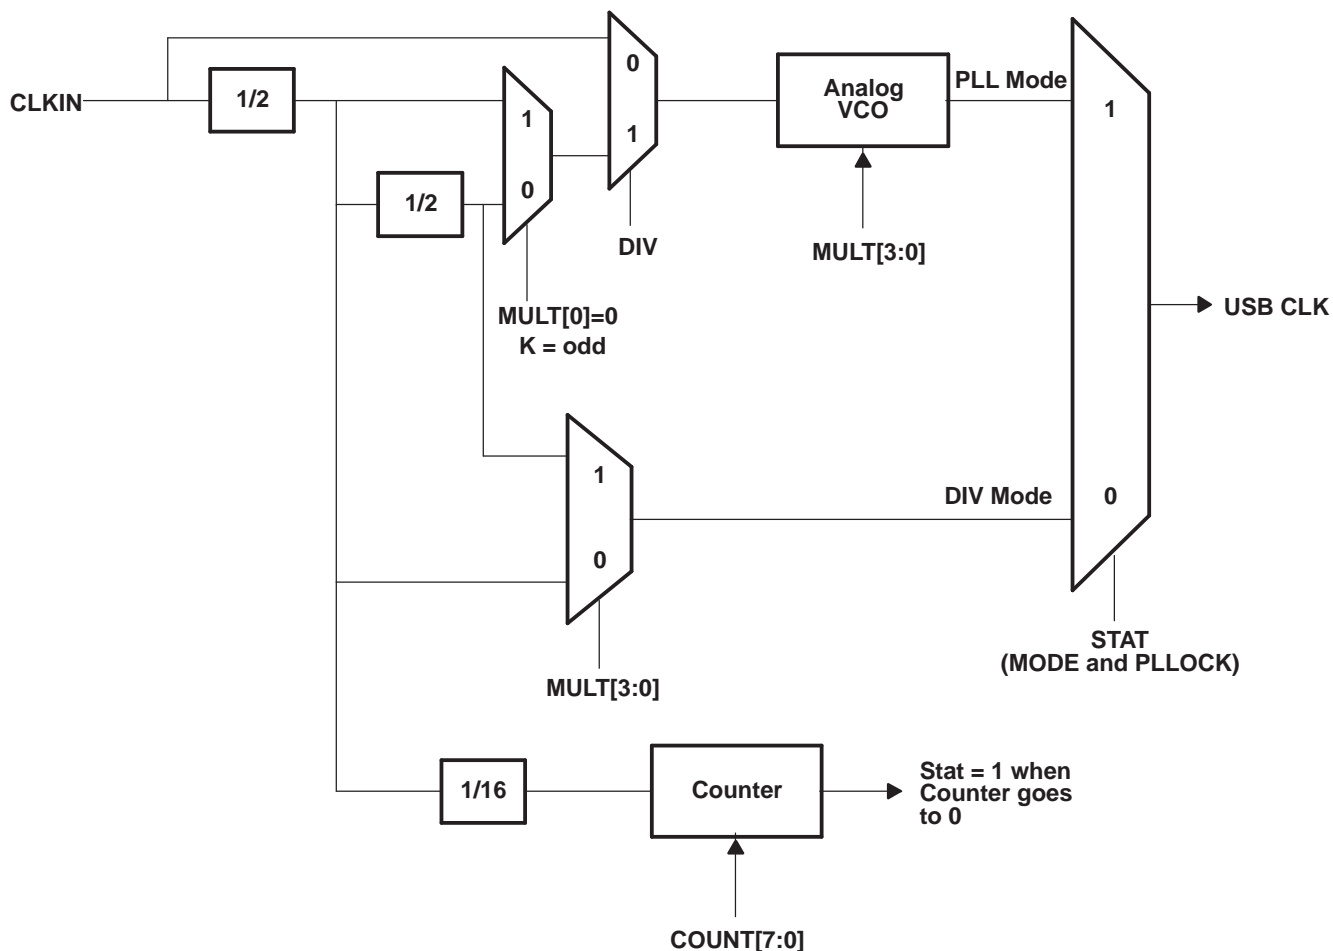 CLKIN
1/2
1/2
1
0
MULT[0]=0
K = odd
0
1
DIV
Analog
VCO
MULT[3:0]
PLL Mode
1
0
USB CLK
DIV Mode
STAT
(MODE and PLLOCK)
1
0
MULT[3:0]
1/16
Counter
COUNT[7:0]
Stat = 1 when
Counter goes
to 0